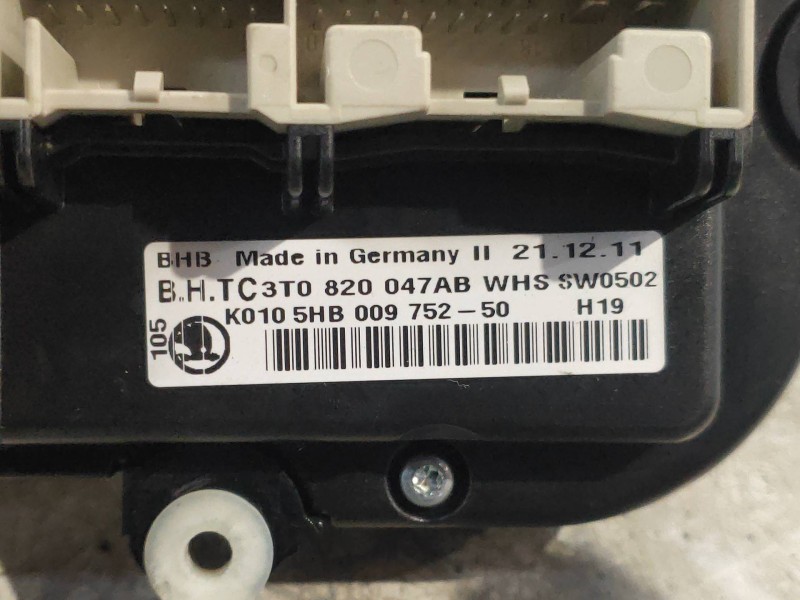 BHB Made in Germany II 21.12.11
B.H.TC 3T0 820 047AB WHS SW0502
K010 5HB 009 752-50 H19
105